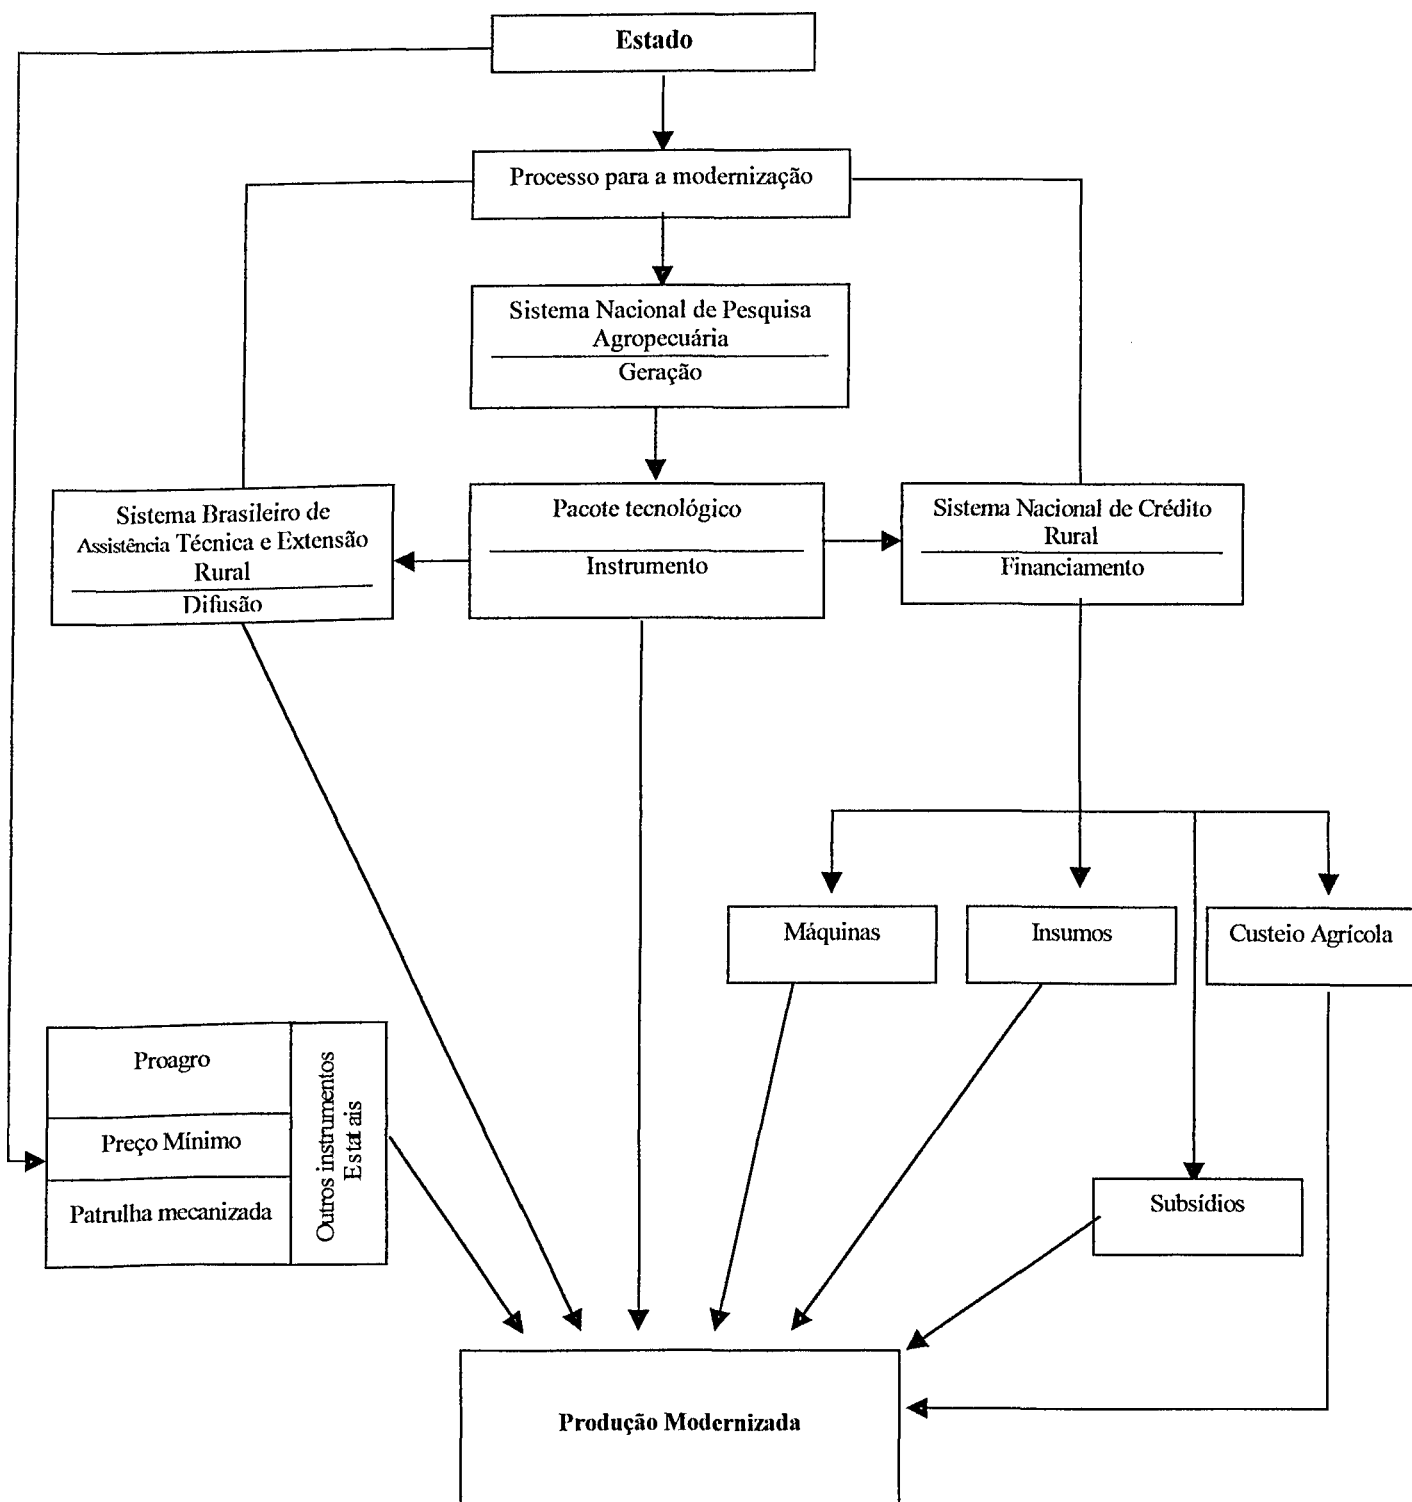 Estado
Processo para a modernização
Sistema Nacional de Pesquisa
Agropecuária
Geração
Sistema Brasileiro de
Assistência Técnica e Extensão
Rural
Difusão
Pacote tecnológico
Instrumento
Sistema Nacional de Crédito
Rural
Financiamento
Máquinas
Insumos
Custeio Agrícola
Proagro
Preço Mínimo
Patrulha mecanizada
Outros instrumentos
Estatais
Subsídios
Produção Modernizada